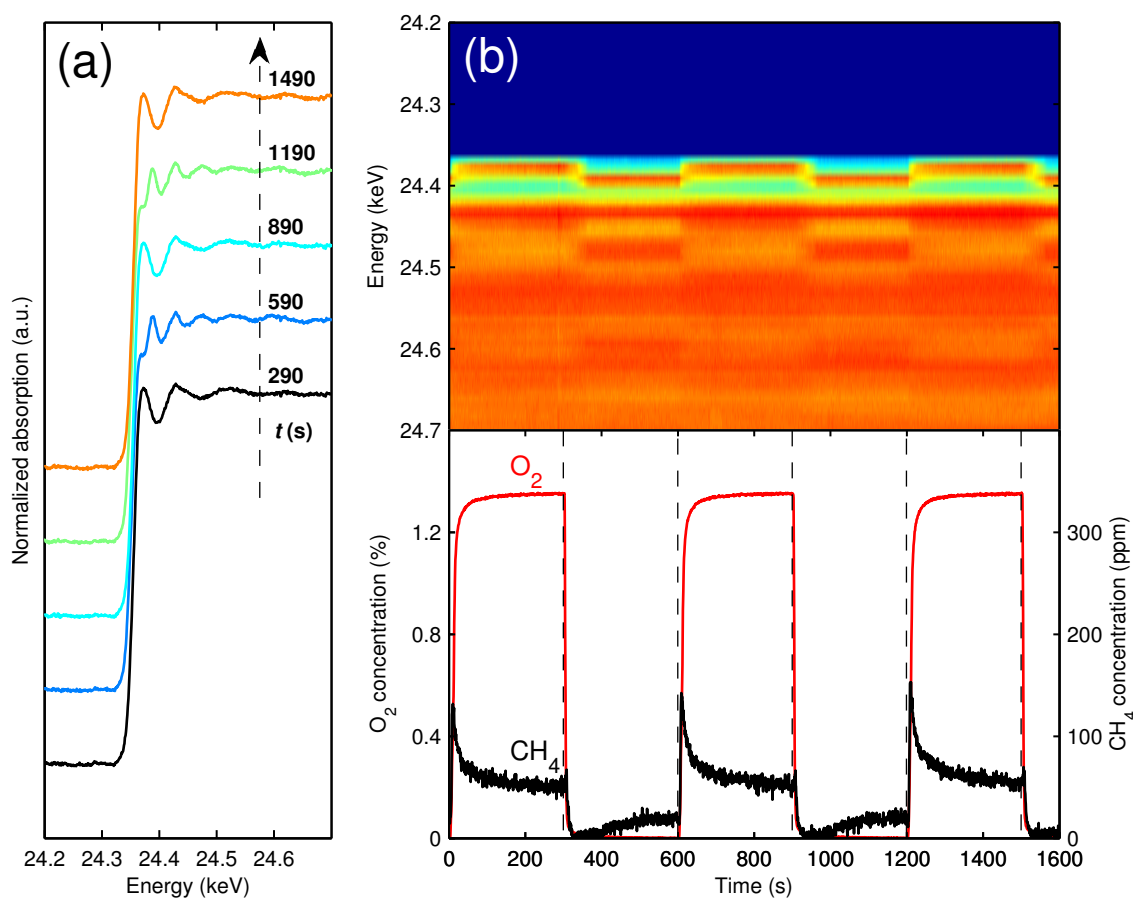 (a)
1490
1190
890
590
290
t (s)
Normalized absorption (a.u.)
24.2 24.3 24.4 24.5 24.6
Energy (keV)
(b)
24.2
24.3
24.4
24.5
24.6
24.7
Energy (keV)
O2
CH4
1.2
0.8
0.4
0
O2 concentration (%)
300
200
100
0
CH4 concentration (ppm)
0 200 400 600 800 1000 1200 1400 1600
Time (s)